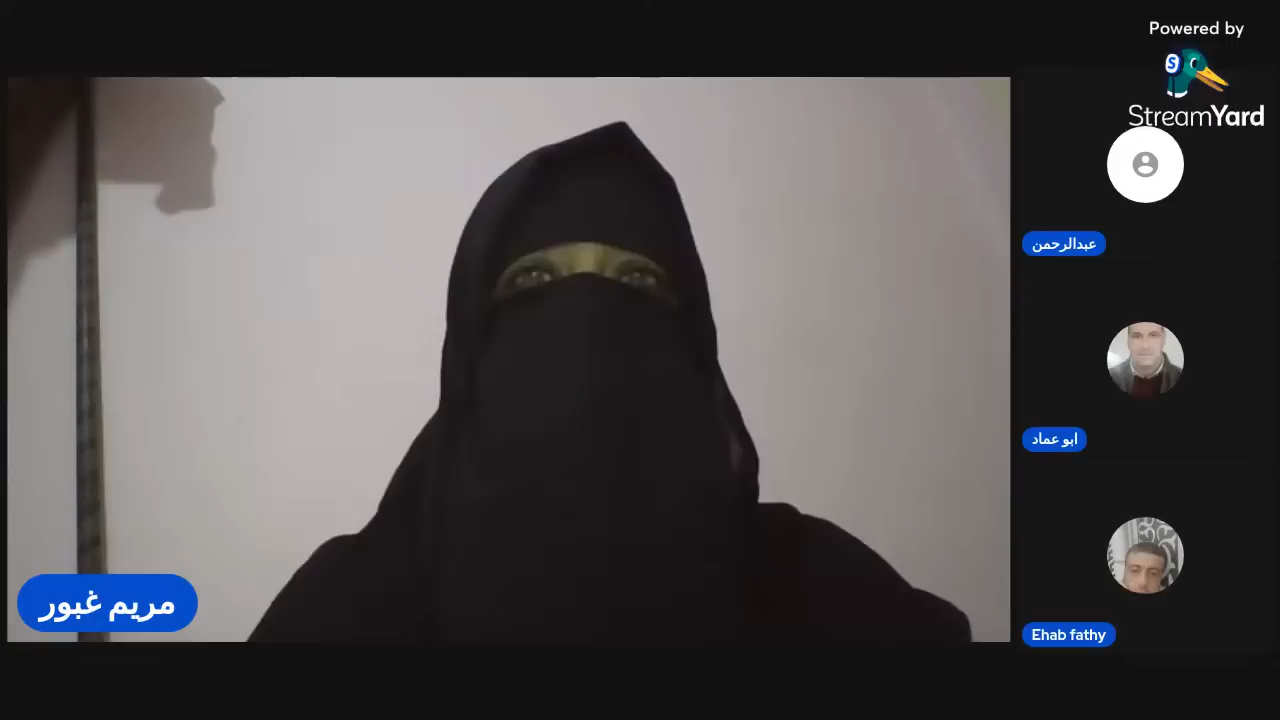 Powered by
StreamYard
عبدالرحمن
ابو عماد
مريم غبور
Ehab fathy